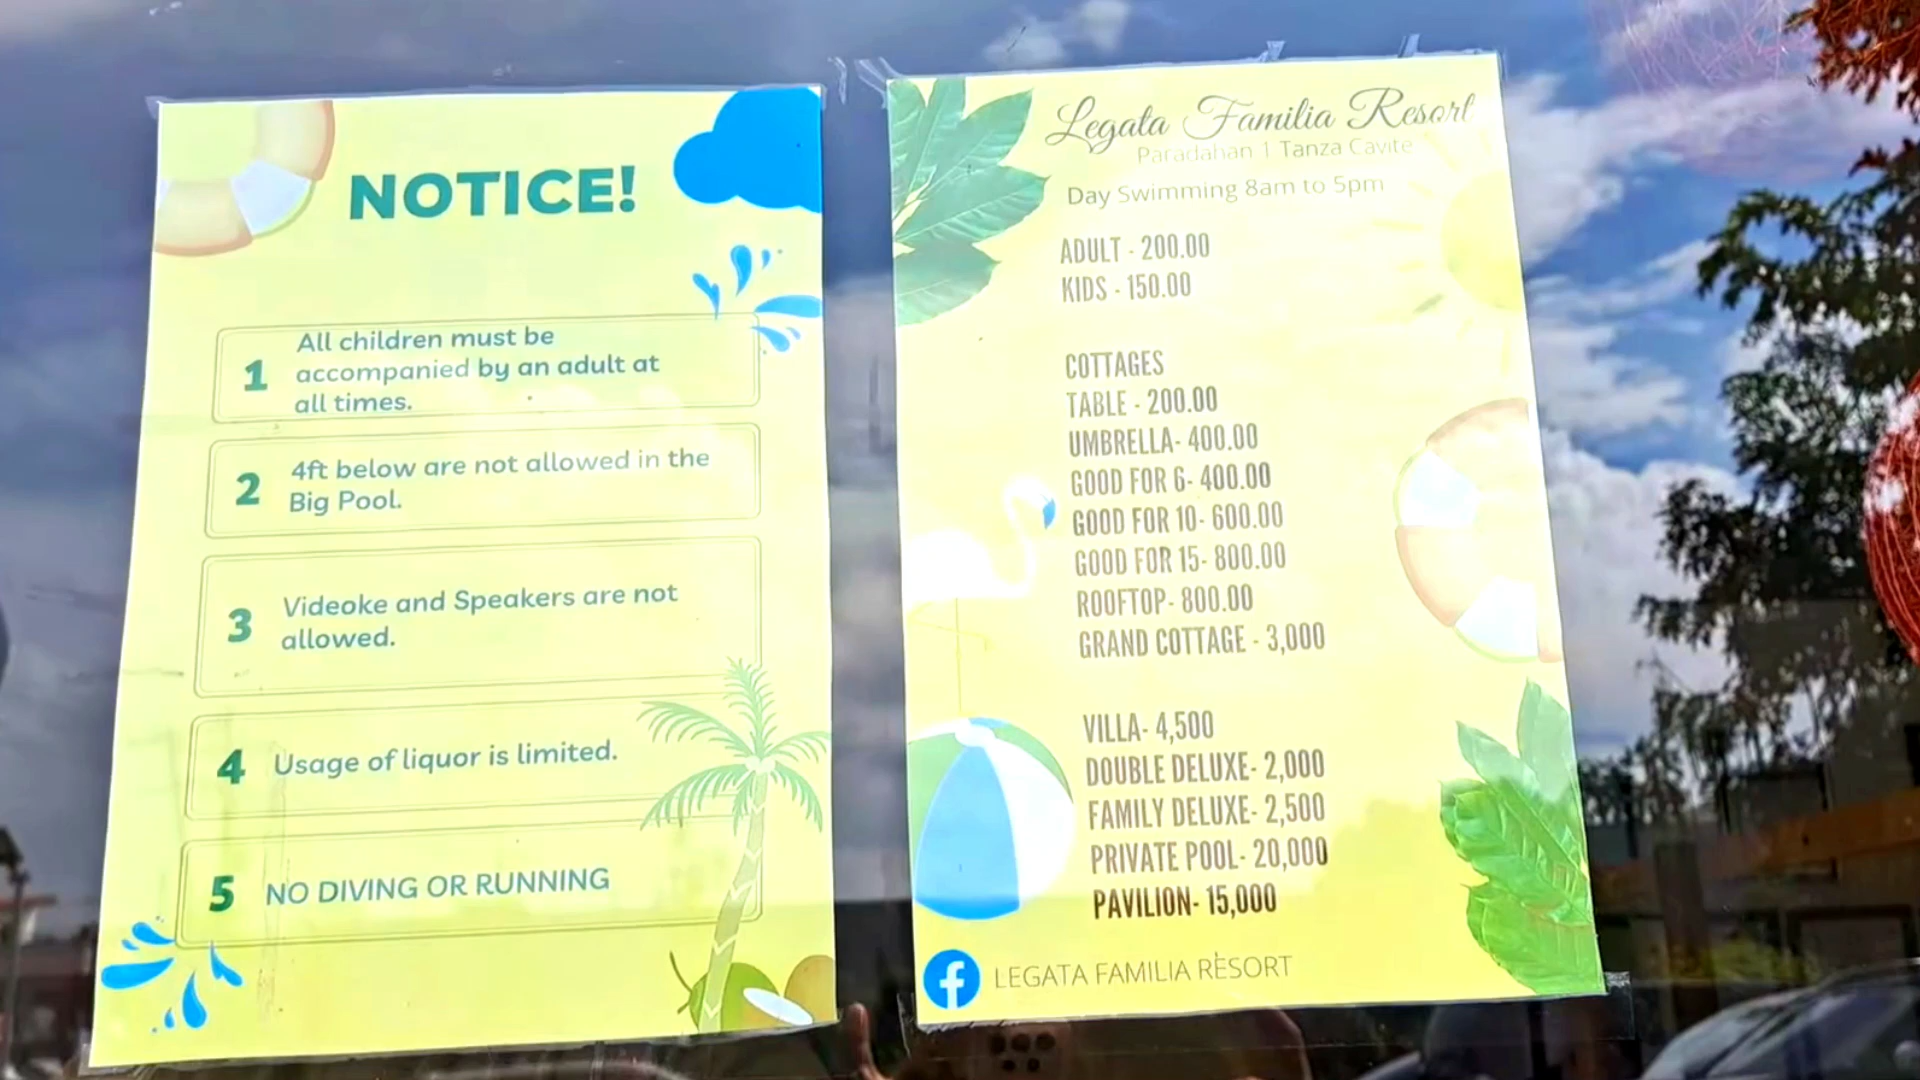 NOTICE!
1
All children must be
accompanied by an adult at
all times.
2
4ft below are not allowed in the
Big Pool.
3
Videoke and Speakers are not
allowed.
4
Usage of liquor is limited.
5
NO DIVING OR RUNNING
Legata Familia Resort
Paradahan 1 Tanza Cavite
Day Swimming 8am to 5pm
ADULT - 200.00
KIDS - 150.00
COTTAGES
TABLE - 200.00
UMBRELLA- 400.00
GOOD FOR 6- 400.00
GOOD FOR 10- 600.00
GOOD FOR 15- 800.00
ROOFTOP- 800.00
GRAND COTTAGE - 3,000
VILLA- 4,500
DOUBLE DELUXE- 2,000
FAMILY DELUXE- 2,500
PRIVATE POOL- 20,000
PAVILION- 15,000
LEGATA FAMILIA RESORT